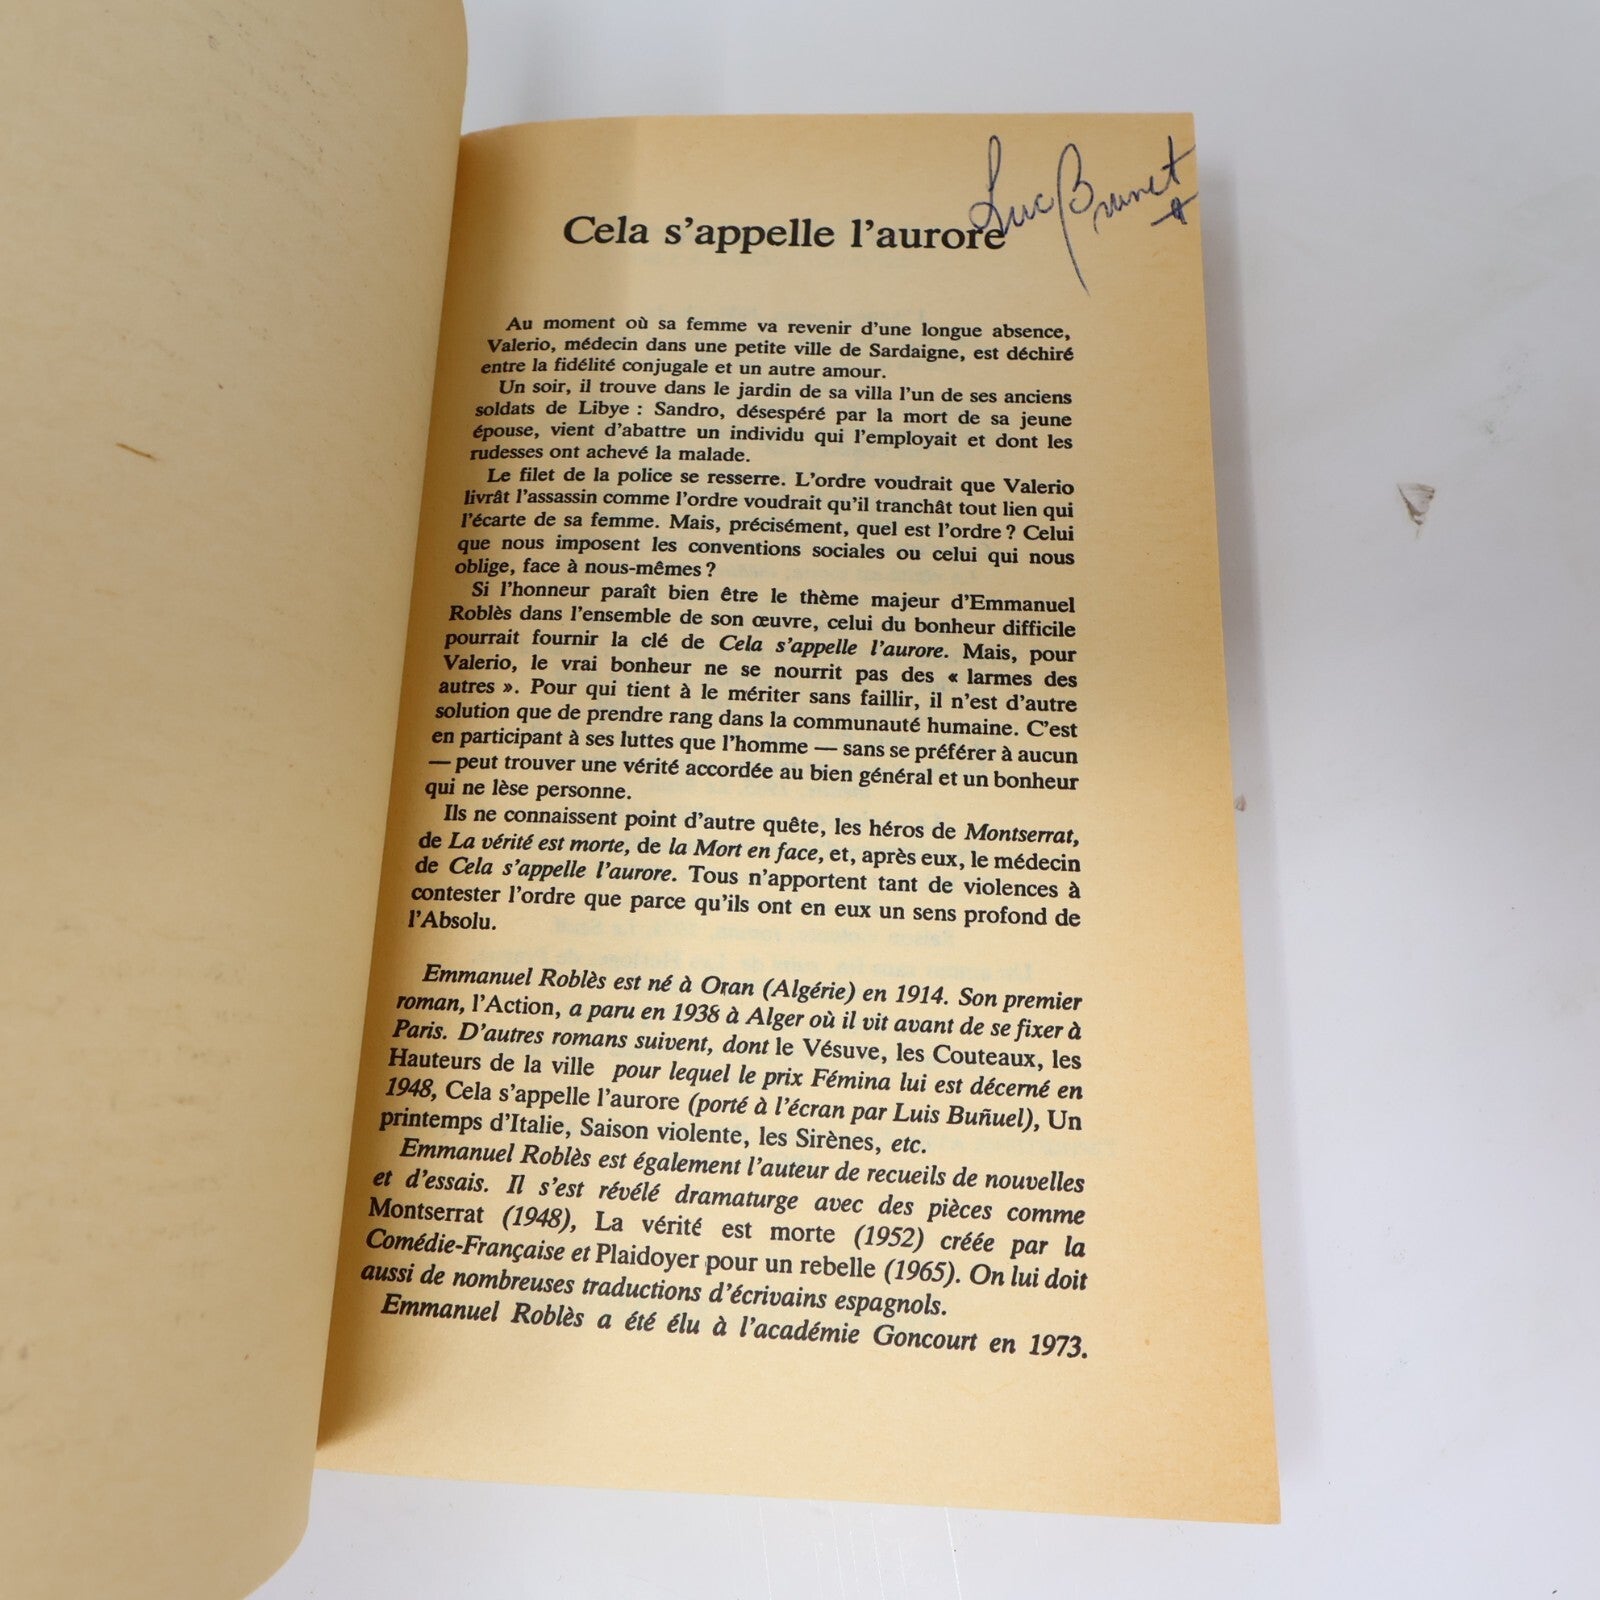 Luc Brunet
Cela s'appelle l'aurore
Au moment où sa femme va revenir d'une longue absence,
Valerio, médecin dans une petite ville de Sardaigne, est déchiré
entre la fidélité conjugale et un autre amour.
Un soir, il trouve dans le jardin de sa villa l'un de ses anciens
soldats de Libye : Sandro, désespéré par la mort de sa jeune
épouse, vient d'abattre un individu qui l'employait et dont les
rudesses ont achevé la malade.
Le filet de la police se resserre. L'ordre voudrait que Valerio
livrât l'assassin comme l'ordre voudrait qu'il tranchât tout lien qui
l'écarte de sa femme. Mais, précisément, quel est l'ordre ? Celui
que nous imposent les conventions sociales ou celui qui nous
oblige, face à nous-mêmes ?
Si l'honneur paraît bien être le thème majeur d'Emmanuel
Roblès dans l'ensemble de son œuvre, celui du bonheur difficile
pourrait fournir la clé de Cela s'appelle l'aurore. Mais, pour
Valerio, le vrai bonheur ne se nourrit pas des « larmes des
autres ». Pour qui tient à le mériter sans faillir, il n'est d'autre
solution que de prendre rang dans la communauté humaine. C'est
en participant à ses luttes que l'homme — sans se préférer à aucun
— peut trouver une vérité accordée au bien général et un bonheur
qui ne lèse personne.
Ils ne connaissent point d'autre quête, les héros de Montserrat,
de La vérité est morte, de la Mort en face, et, après eux, le médecin
de Cela s'appelle l'aurore. Tous n'apportent tant de violences à
contester l'ordre que parce qu'ils ont en eux un sens profond de
l'Absolu.
Emmanuel Roblès est né à Oran (Algérie) en 1914. Son premier
roman, l'Action, a paru en 1938 à Alger où il vit avant de se fixer à
Paris. D'autres romans suivent, dont le Vésuve, les Couteaux, les
Hauteurs de la ville pour lequel le prix Fémina lui est décerné en
1948, Cela s'appelle l'aurore (porté à l'écran par Luis Buñuel), Un
printemps d'Italie, Saison violente, les Sirènes, etc.
Emmanuel Roblès est également l'auteur de recueils de nouvelles
et d'essais. Il s'est révélé dramaturge avec des pièces comme
Montserrat (1948), La vérité est morte (1952) créée par la
Comédie-Française et Plaidoyer pour un rebelle (1965). On lui doit
aussi de nombreuses traductions d'écrivains espagnols.
Emmanuel Roblès a été élu à l'académie Goncourt en 1973.